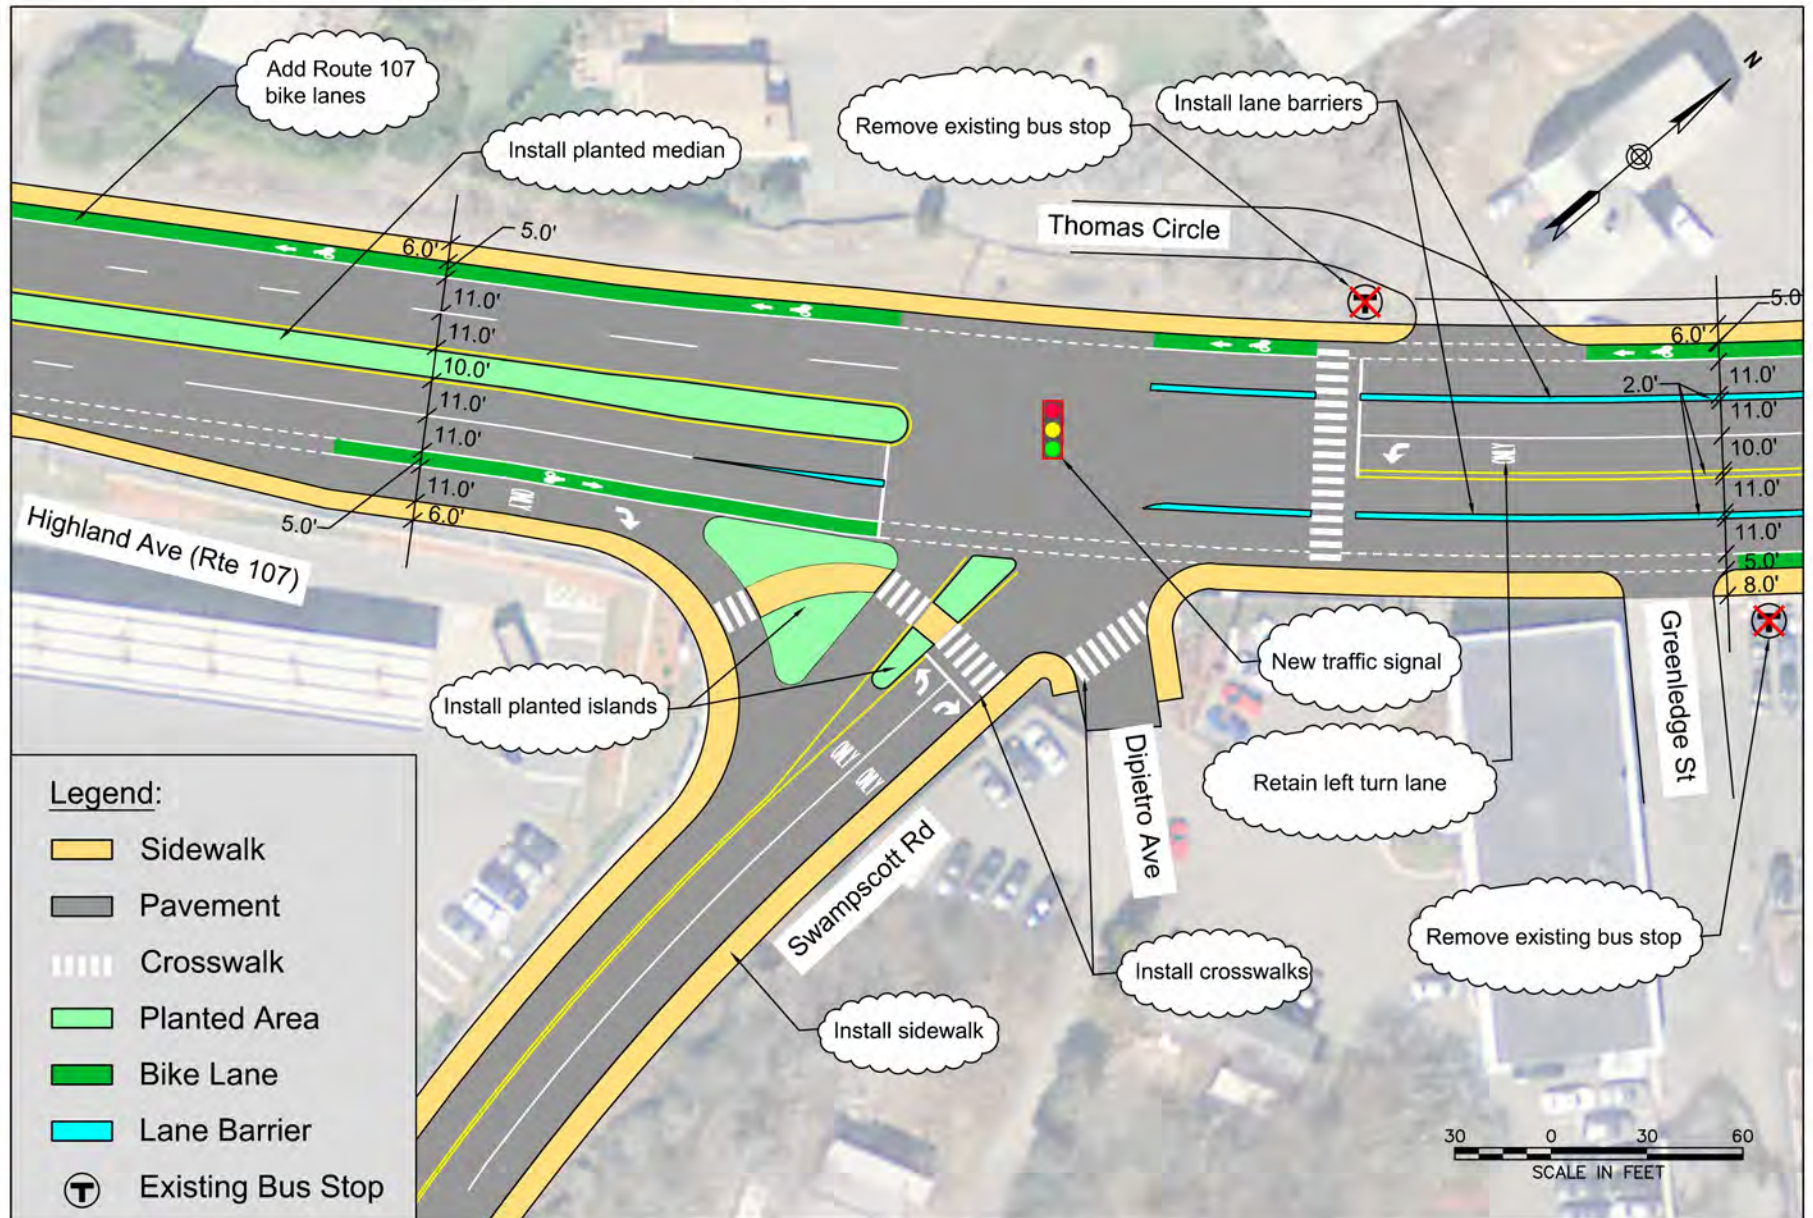 Add Route 107
bike lanes
Install planted median
Remove existing bus stop
Install lane barriers
N
Thomas Circle
6.0'
5.0'
11.0'
11.0'
10.0'
11.0'
11.0'
11.0'
5.0'
6.0'
5.0
6.0'
11.0'
2.0'
11.0'
10.0'
11.0'
11.0'
5.0'
8.0'
ONLY
ONLY
Highland Ave (Rte 107)
New traffic signal
Greenledge St
Install planted islands
Retain left turn lane
Dipietro Ave
ONLY
ONLY
Swampscott Rd
Remove existing bus stop
Install crosswalks
Install sidewalk
Legend:
Sidewalk
Pavement
Crosswalk
Planted Area
Bike Lane
Lane Barrier
T Existing Bus Stop
30 0 30 60
SCALE IN FEET